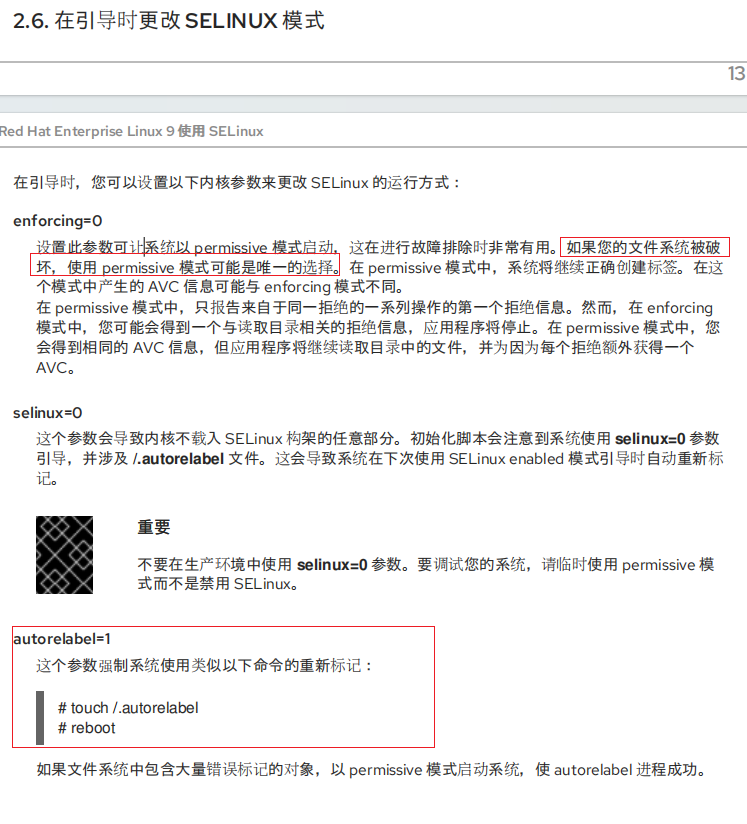 2.6. 在引导时更改 SELINUX 模式
13
Red Hat Enterprise Linux 9 使用 SELinux
在引导时，您可以设置以下内核参数来更改 SELinux 的运行方式：
enforcing=0
设置此参数可让系统以 permissive 模式启动，这在进行故障排除时非常有用。如果您的文件系统被破
坏，使用 permissive 模式可能是唯一的选择。在 permissive 模式中，系统将继续正确创建标签。在这
个模式中产生的 AVC 信息可能与 enforcing 模式不同。
在 permissive 模式中，只报告来自于同一拒绝的一系列操作的第一个拒绝信息。然而，在 enforcing
模式中，您可能会得到一个与读取目录相关的拒绝信息，应用程序将停止。在 permissive 模式中，您
会得到相同的 AVC 信息，但应用程序将继续读取目录中的文件，并为因为每个拒绝额外获得一个
AVC。
selinux=0
这个参数会导致内核不载入 SELinux 构架的任意部分。初始化脚本会注意到系统使用 selinux=0 参数
引导，并涉及 /.autorelabel 文件。这会导致系统在下次使用 SELinux enabled 模式引导时自动重新标
记。
重要
不要在生产环境中使用 selinux=0 参数。要调试您的系统，请临时使用 permissive 模
式而不是禁用 SELinux。
autorelabel=1
这个参数强制系统使用类似以下命令的重新标记：
# touch /.autorelabel
# reboot
如果文件系统中包含大量错误标记的对象，以 permissive 模式启动系统，使 autorelabel 进程成功。